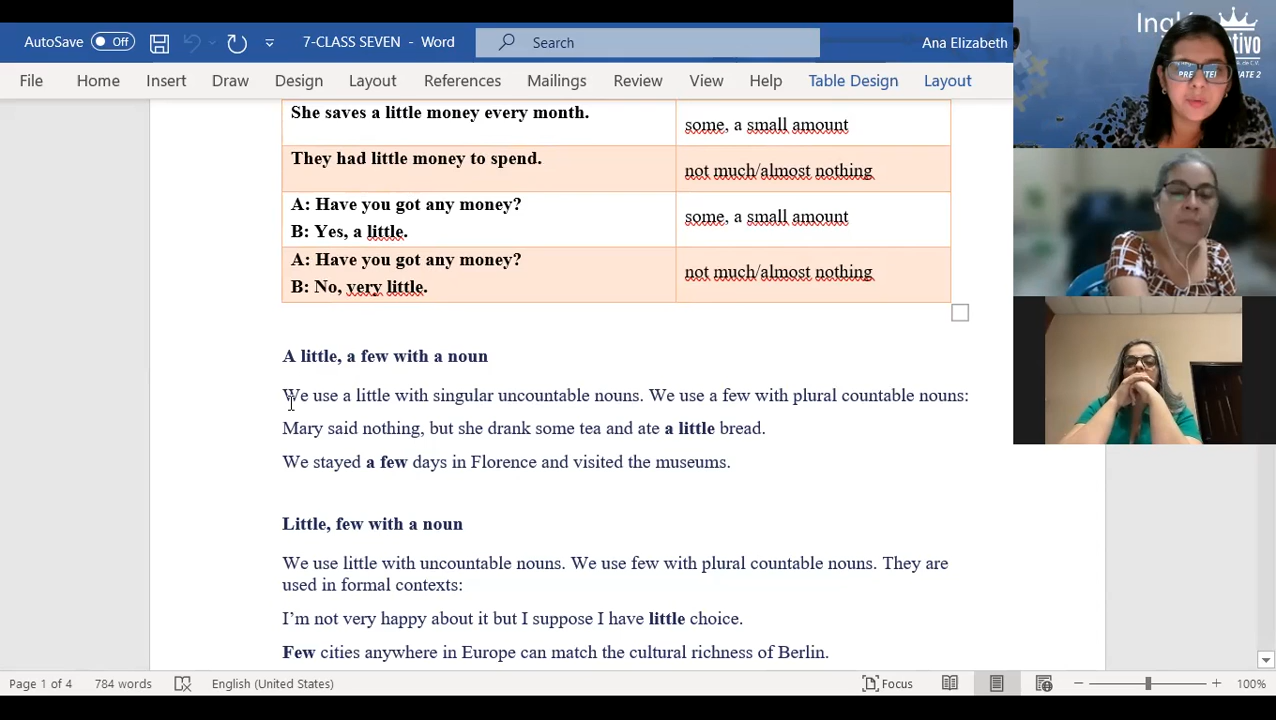 AutoSave Off 7-CLASS SEVEN - Word Search Ana Elizabeth
File Home Insert Draw Design Layout References Mailings Review View Help Table Design Layout
She saves a little money every month. some, a small amount
They had little money to spend. not much/almost nothing
A: Have you got any money? some, a small amount
B: Yes, a little.
A: Have you got any money? not much/almost nothing
B: No, very little.
A little, a few with a noun
We use a little with singular uncountable nouns. We use a few with plural countable nouns:
Mary said nothing, but she drank some tea and ate a little bread.
We stayed a few days in Florence and visited the museums.
Little, few with a noun
We use little with uncountable nouns. We use few with plural countable nouns. They are
used in formal contexts:
I'm not very happy about it but I suppose I have little choice.
Few cities anywhere in Europe can match the cultural richness of Berlin.
Page 1 of 4 784 words English (United States) Focus 100%